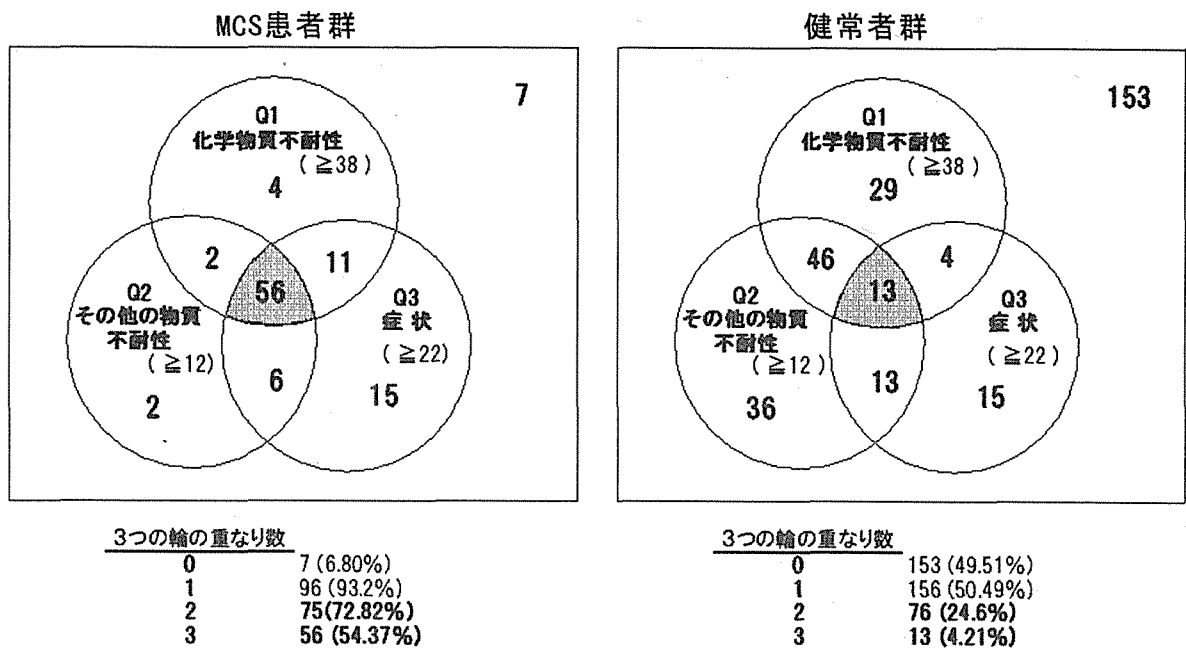 MCS患者群
7
Q1
化学物質不耐性
( ≧38 )
4
2
11
56
Q2
その他の物質
不耐性
( ≧12)
2
6
Q3
症 状
( ≧22)
15
3つの輪の重なり数
0 7 (6.80%)
1 96 (93.2%)
2 75(72.82%)
3 56 (54.37%)
健常者群
153
Q1
化学物質不耐性
( ≧38 )
29
46
4
13
Q2
その他の物質
不耐性
( ≧12 )
36
13
Q3
症 状
( ≧22 )
15
3つの輪の重なり数
0 153 (49.51%)
1 156 (50.49%)
2 76 (24.6%)
3 13 (4.21%)